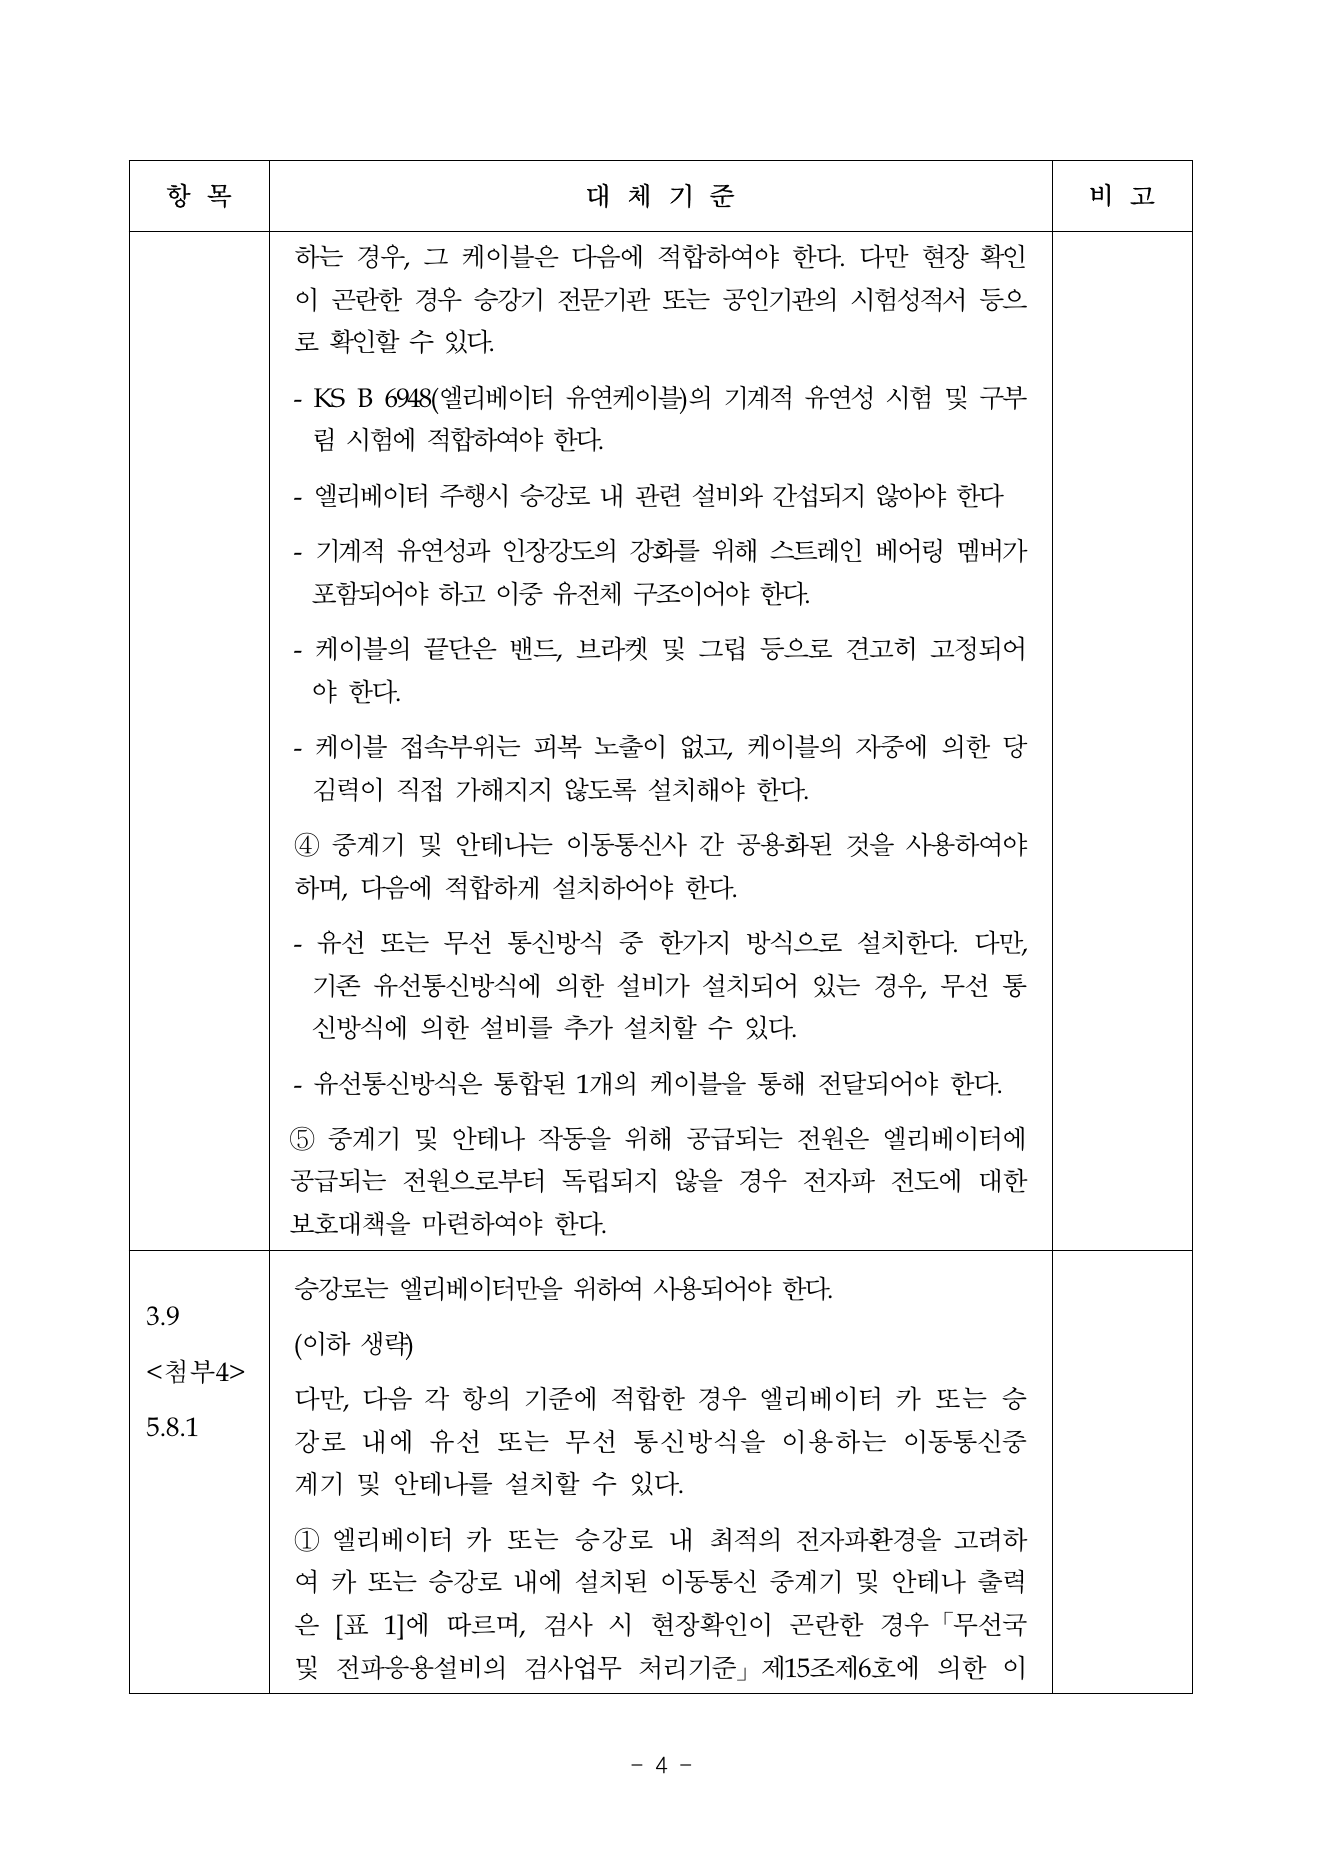 항 목
대 체 기 준
비 고
하는 경우, 그 케이블은 다음에 적합하여야 한다. 다만 현장 확인
이 곤란한 경우 승강기 전문기관 또는 공인기관의 시험성적서 등으
로 확인할 수 있다.
- KS B 6948(엘리베이터 유연케이블)의 기계적 유연성 시험 및 구부
림 시험에 적합하여야 한다.
- 엘리베이터 주행시 승강로 내 관련 설비와 간섭되지 않아야 한다
- 기계적 유연성과 인장강도의 강화를 위해 스트레인 베어링 멤버가
포함되어야 하고 이중 유전체 구조이어야 한다.
- 케이블의 끝단은 밴드, 브라켓 및 그립 등으로 견고히 고정되어
야 한다.
- 케이블 접속부위는 피복 노출이 없고, 케이블의 자중에 의한 당
김력이 직접 가해지지 않도록 설치해야 한다.
④ 중계기 및 안테나는 이동통신사 간 공용화된 것을 사용하여야
하며, 다음에 적합하게 설치하어야 한다.
- 유선 또는 무선 통신방식 중 한가지 방식으로 설치한다. 다만,
기존 유선통신방식에 의한 설비가 설치되어 있는 경우, 무선 통
신방식에 의한 설비를 추가 설치할 수 있다.
- 유선통신방식은 통합된 1개의 케이블을 통해 전달되어야 한다.
⑤ 중계기 및 안테나 작동을 위해 공급되는 전원은 엘리베이터에
공급되는 전원으로부터 독립되지 않을 경우 전자파 전도에 대한
보호대책을 마련하여야 한다.
3.9
<첨부4>
5.8.1
승강로는 엘리베이터만을 위하여 사용되어야 한다.
(이하 생략)
다만, 다음 각 항의 기준에 적합한 경우 엘리베이터 카 또는 승
강로 내에 유선 또는 무선 통신방식을 이용하는 이동통신중
계기 및 안테나를 설치할 수 있다.
① 엘리베이터 카 또는 승강로 내 최적의 전자파환경을 고려하
여 카 또는 승강로 내에 설치된 이동통신 중계기 및 안테나 출력
은 [표 1]에 따르며, 검사 시 현장확인이 곤란한 경우「무선국
및 전파응용설비의 검사업무 처리기준」제15조제6호에 의한 이
- 4 -